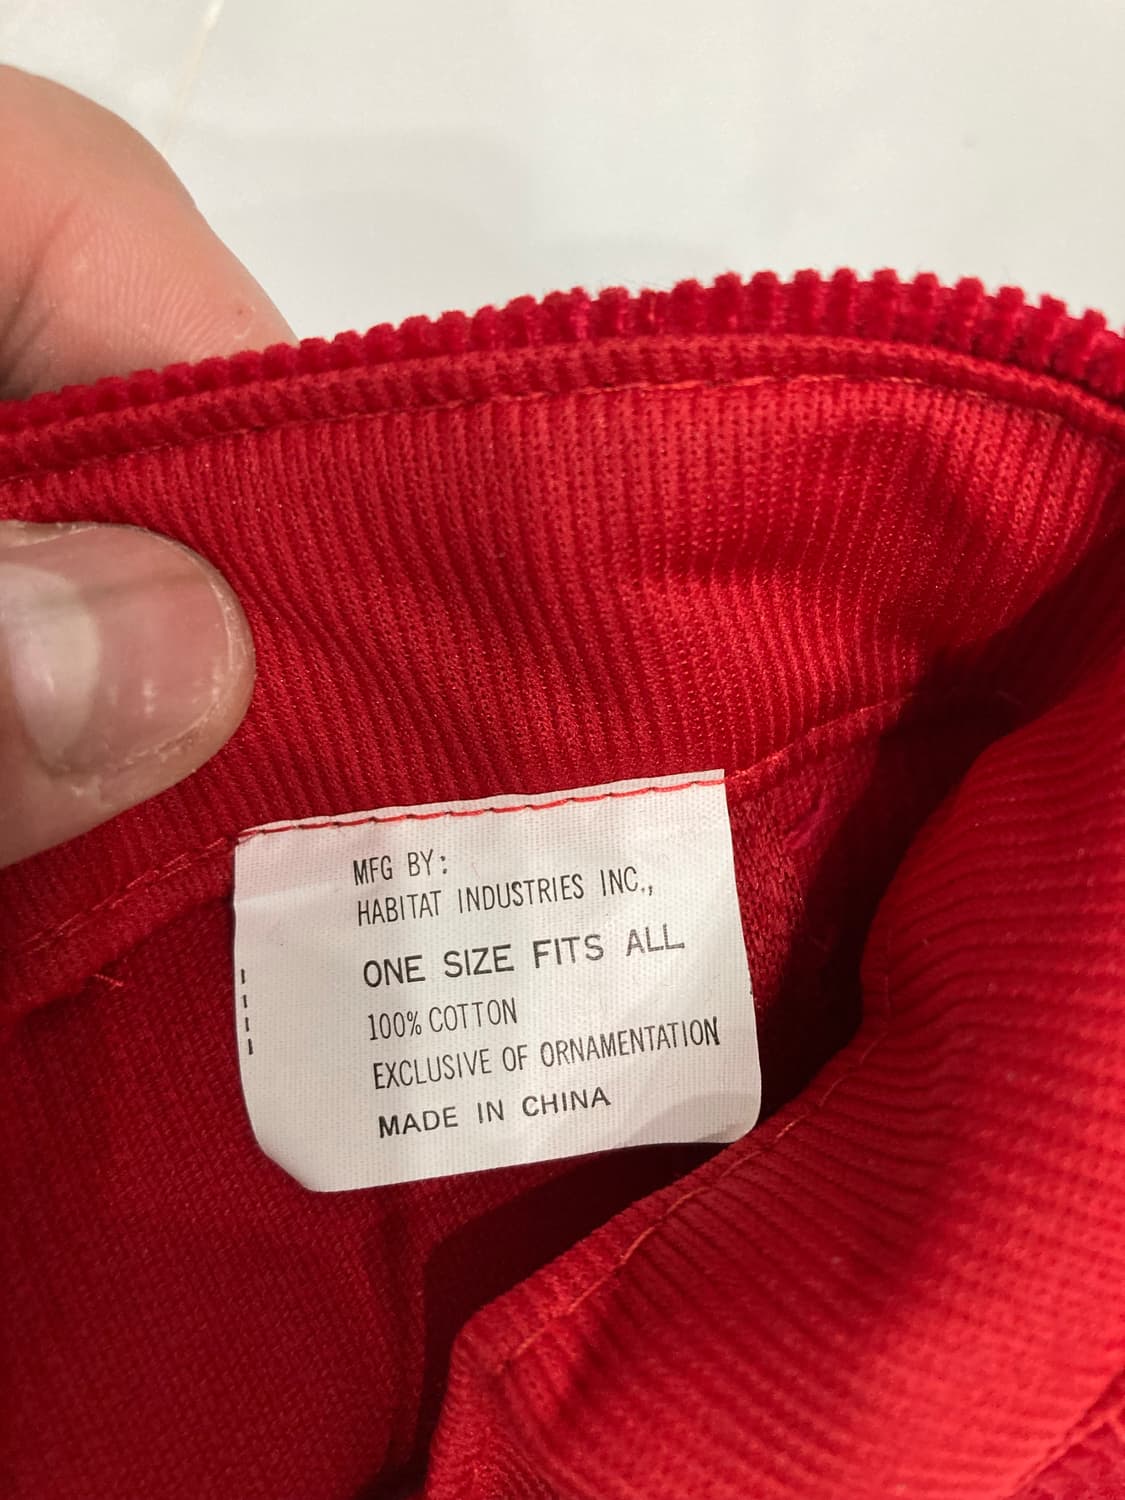 MFG BY:
HABITAT INDUSTRIES INC.,
ONE SIZE FITS ALL
100% COTTON
EXCLUSIVE OF ORNAMENTATION
MADE IN CHINA